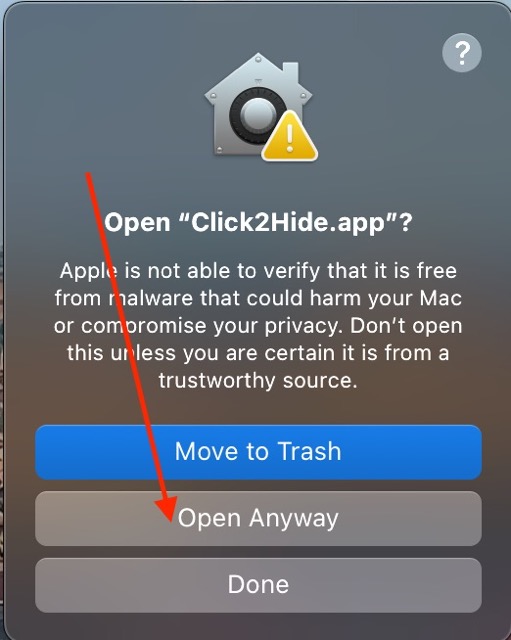 ?
Open “Click2Hide.app”?
Apple is not able to verify that it is free
from malware that could harm your Mac
or compromise your privacy. Don’t open
this unless you are certain it is from a
trustworthy source.
Move to Trash
Open Anyway
Done